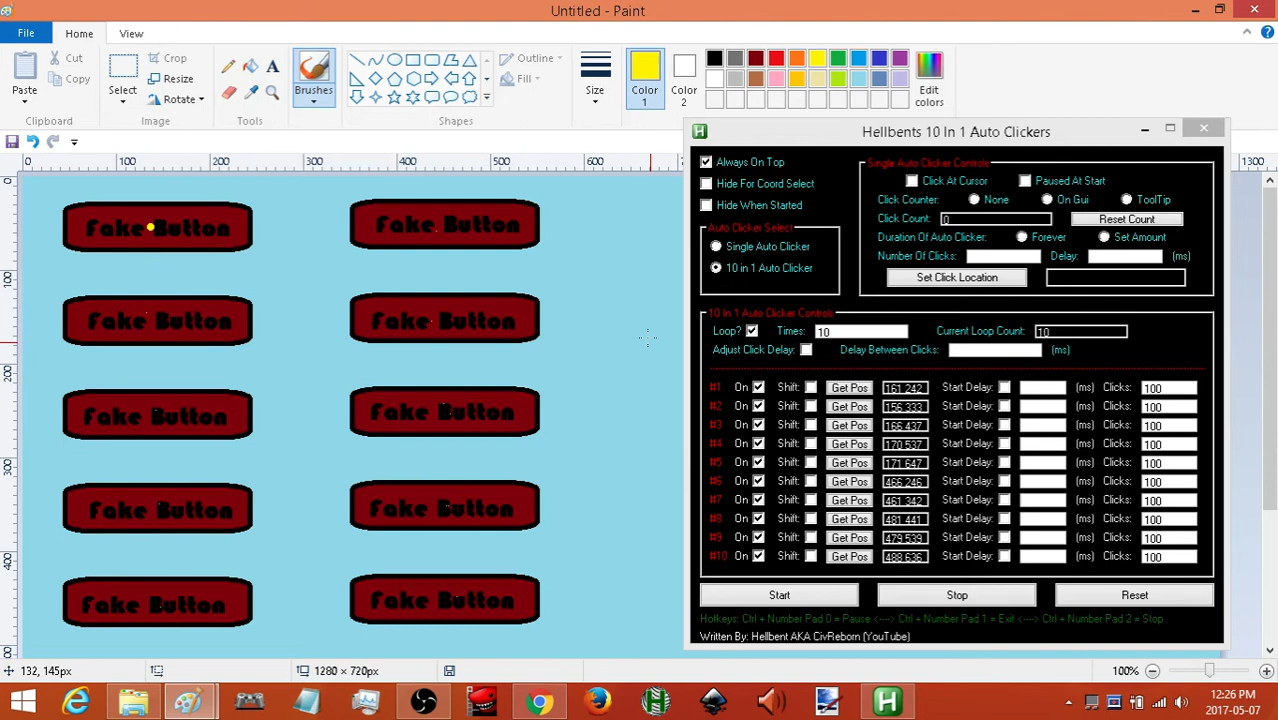 Untitled - Paint
File Home View
Cut
Copy
Paste
Clipboard
Crop
Resize
Rotate
Select
Image
Tools
Brushes
Outline
Fill
Shapes
Size
Color 1
Color 2
Edit colors
Colors
0 100 200 300 400 500 600 1300
Hellbents 10 In 1 Auto Clickers
Always On Top
Hide For Coord Select
Hide When Started
Auto Clicker Select
Single Auto Clicker
10 in 1 Auto Clicker
Single Auto Clicker Controls
Click At Cursor Paused At Start
Click Counter: None On Gui ToolTip
Click Count: 0 Reset Count
Duration Of Auto Clicker: Forever Set Amount
Number Of Clicks: Delay: (ms)
Set Click Location
10 In 1 Auto Clicker Controls
Loop? Times: 10 Current Loop Count: 10
Adjust Click Delay: Delay Between Clicks: (ms)
#1 On Shift: Get Pos 161,242 Start Delay: (ms) Clicks: 100
#2 On Shift: Get Pos 156,333 Start Delay: (ms) Clicks: 100
#3 On Shift: Get Pos 166,437 Start Delay: (ms) Clicks: 100
#4 On Shift: Get Pos 170,537 Start Delay: (ms) Clicks: 100
#5 On Shift: Get Pos 171,647 Start Delay: (ms) Clicks: 100
#6 On Shift: Get Pos 466,246 Start Delay: (ms) Clicks: 100
#7 On Shift: Get Pos 461,342 Start Delay: (ms) Clicks: 100
#8 On Shift: Get Pos 481,441 Start Delay: (ms) Clicks: 100
#9 On Shift: Get Pos 479,539 Start Delay: (ms) Clicks: 100
#10 On Shift: Get Pos 488,636 Start Delay: (ms) Clicks: 100
Start Stop Reset
Hotkeys: Ctrl + Number Pad 0 = Pause <----> Ctrl + Number Pad 1 = Exit <----> Ctrl + Number Pad 2 = Stop
Written By: Hellbent AKA CivReborn (YouTube)
Fake Button Fake Button
Fake Button Fake Button
Fake Button Fake Button
Fake Button Fake Button
Fake Button Fake Button
0
100
200
300
400
132, 145px
1280 × 720px
100%
12:26 PM
2017-05-07